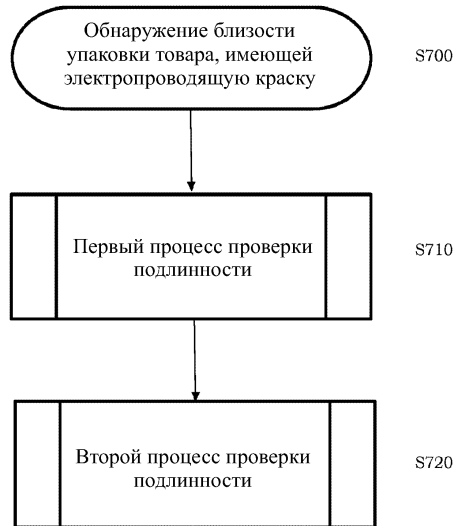 Обнаружение близости
упаковки товара, имеющей
электропроводящую краску
S700
Первый процесс проверки
подлинности
S710
Второй процесс проверки
подлинности
S720